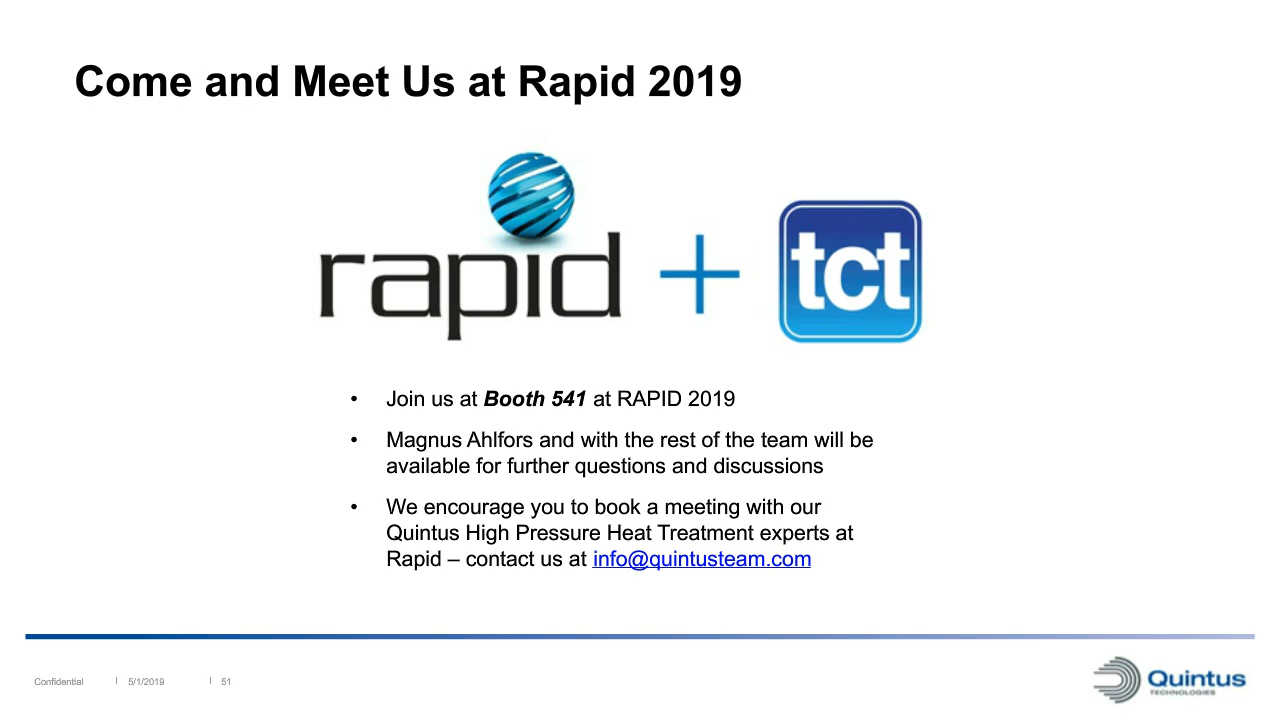 Come and Meet Us at Rapid 2019
rapid + tct
• Join us at Booth 541 at RAPID 2019
• Magnus Ahlfors and with the rest of the team will be
available for further questions and discussions
• We encourage you to book a meeting with our
Quintus High Pressure Heat Treatment experts at
Rapid – contact us at info@quintusteam.com
Confidential | 5/1/2019 | 51
Quintus
TECHNOLOGIES